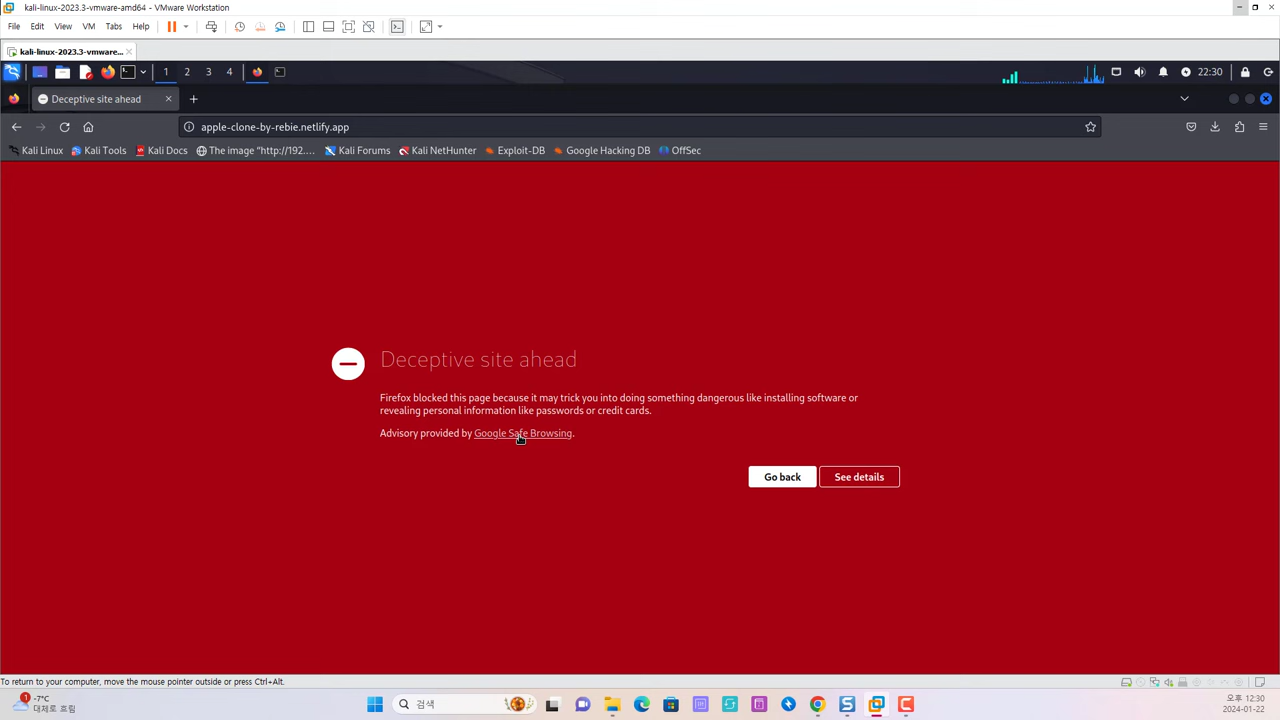 kali-linux-2023.3-vmware-amd64 - VMware Workstation
File Edit View VM Tabs Help
kali-linux-2023.3-vmware...
1 2 3 4 22:30
Deceptive site ahead
apple-clone-by-rebie.netlify.app
Kali Linux Kali Tools Kali Docs The image "http://192.... Kali Forums Kali NetHunter Exploit-DB Google Hacking DB OffSec
Deceptive site ahead
Firefox blocked this page because it may trick you into doing something dangerous like installing software or
revealing personal information like passwords or credit cards.
Advisory provided by Google Safe Browsing.
Go back See details
To return to your computer, move the mouse pointer outside or press Ctrl+Alt.
1 -7°C
대체로 흐림
검색
오후 12:30
2024-01-22